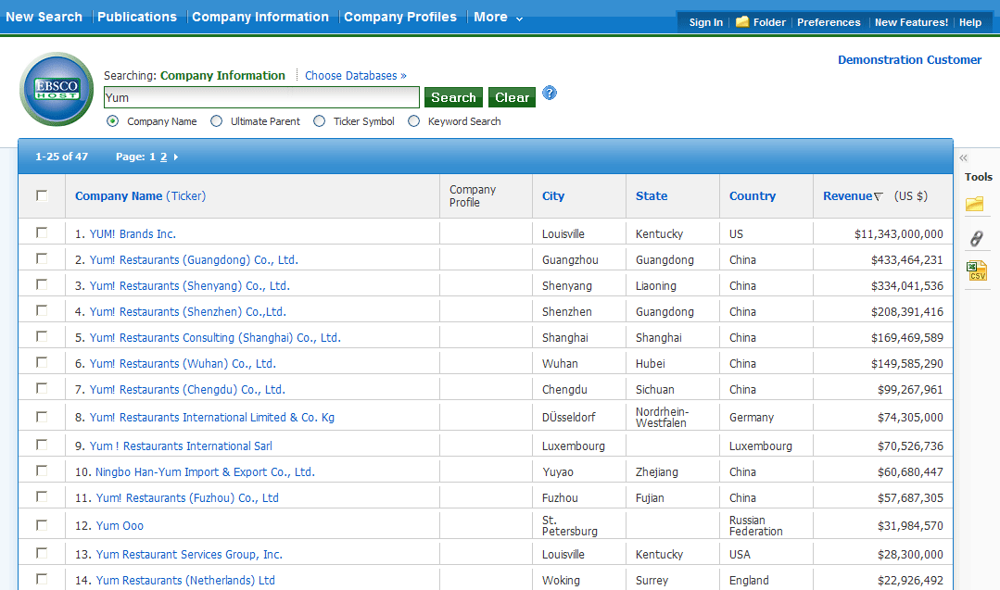 New Search Publications Company Information Company Profiles More
Sign In Folder Preferences New Features! Help
Demonstration Customer
EBSCO
HOST
Searching: Company Information Choose Databases »
Yum Search Clear ?
Company Name Ultimate Parent Ticker Symbol Keyword Search
1-25 of 47 Page: 1 2
«
Tools
CSV
Company Name (Ticker) Company Profile City State Country Revenue (US $)
1. YUM! Brands Inc. Louisville Kentucky US $11,343,000,000
2. Yum! Restaurants (Guangdong) Co., Ltd. Guangzhou Guangdong China $433,464,231
3. Yum! Restaurants (Shenyang) Co., Ltd. Shenyang Liaoning China $334,041,536
4. Yum! Restaurants (Shenzhen) Co.,Ltd. Shenzhen Guangdong China $208,391,416
5. Yum! Restaurants Consulting (Shanghai) Co., Ltd. Shanghai Shanghai China $169,469,589
6. Yum! Restaurants (Wuhan) Co., Ltd. Wuhan Hubei China $149,585,290
7. Yum! Restaurants (Chengdu) Co., Ltd. Chengdu Sichuan China $99,267,961
8. Yum! Restaurants International Limited & Co. Kg DÜsseldorf Nordrhein-Westfalen Germany $74,305,000
9. Yum ! Restaurants International Sarl Luxembourg Luxembourg $70,526,736
10. Ningbo Han-Yum Import & Export Co., Ltd. Yuyao Zhejiang China $60,680,447
11. Yum! Restaurants (Fuzhou) Co., Ltd Fuzhou Fujian China $57,687,305
12. Yum Ooo St. Petersburg Russian Federation $31,984,570
13. Yum Restaurant Services Group, Inc. Louisville Kentucky USA $28,300,000
14. Yum Restaurants (Netherlands) Ltd Woking Surrey England $22,926,492